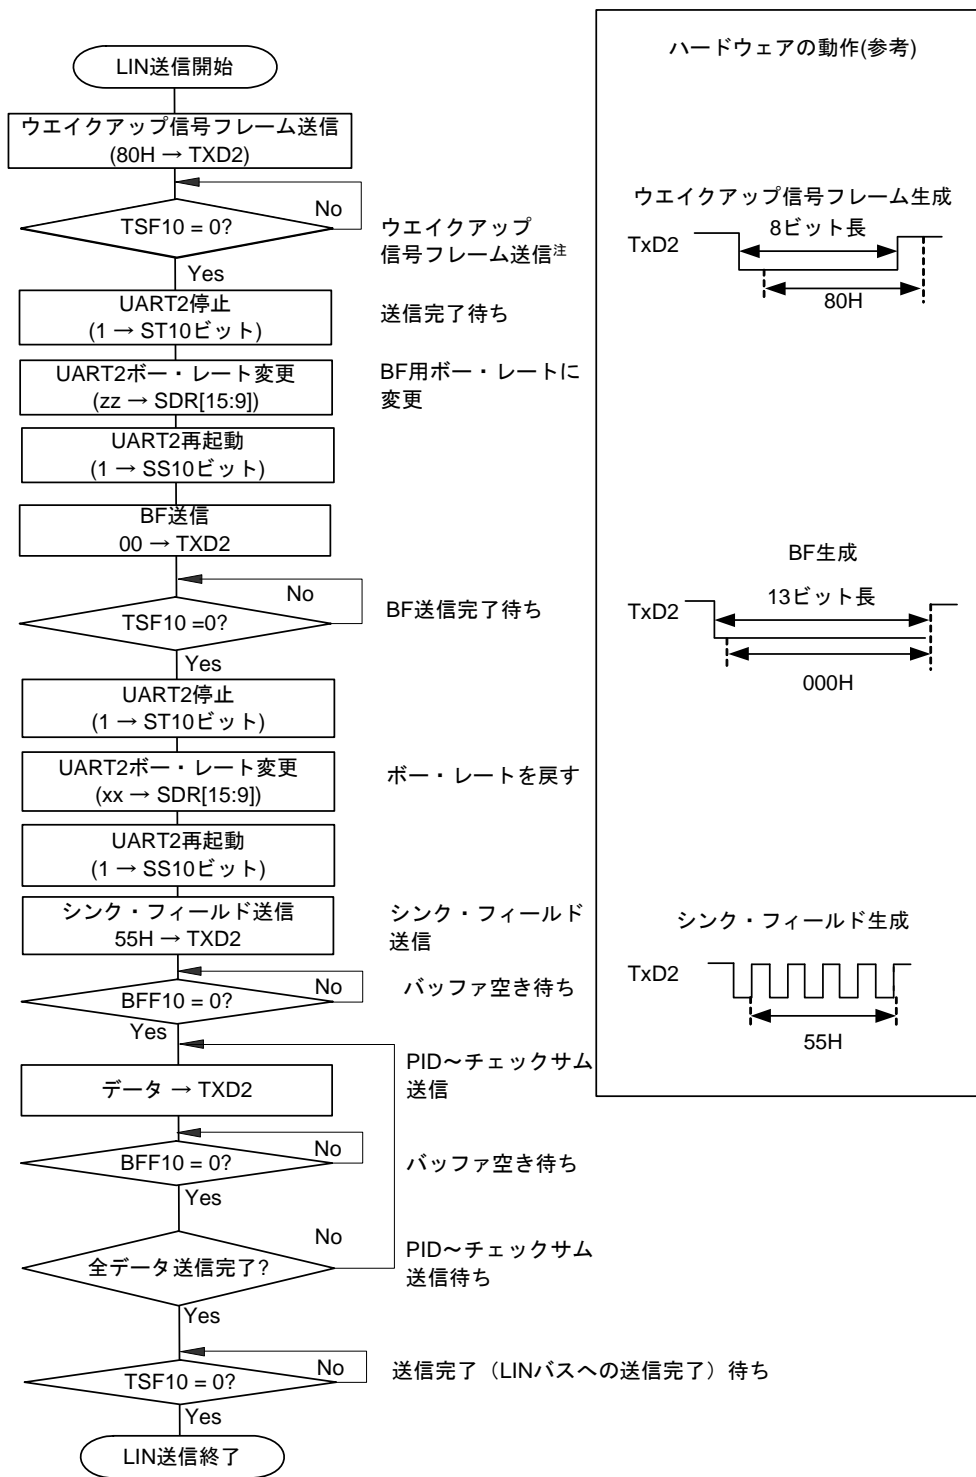 LIN送信開始
ウエイクアップ信号フレーム送信
(80H → TXD2)
No
TSF10 = 0?
Yes
ウエイクアップ
信号フレーム送信注
UART2停止
(1 → ST10ビット)
送信完了待ち
UART2ボー・レート変更
(zz → SDR[15:9])
BF用ボー・レートに
変更
UART2再起動
(1 → SS10ビット)
BF送信
00 → TXD2
No
TSF10 =0?
Yes
BF送信完了待ち
UART2停止
(1 → ST10ビット)
UART2ボー・レート変更
(xx → SDR[15:9])
ボー・レートを戻す
UART2再起動
(1 → SS10ビット)
シンク・フィールド送信
55H → TXD2
シンク・フィールド
送信
No
BFF10 = 0?
Yes
バッファ空き待ち
PID～チェックサム
送信
データ → TXD2
No
BFF10 = 0?
Yes
バッファ空き待ち
No
全データ送信完了?
Yes
PID～チェックサム
送信待ち
No
TSF10 = 0?
Yes
送信完了（LINバスへの送信完了）待ち
LIN送信終了
ハードウェアの動作(参考)
ウエイクアップ信号フレーム生成
8ビット長
TxD2
80H
BF生成
13ビット長
TxD2
000H
シンク・フィールド生成
TxD2
55H